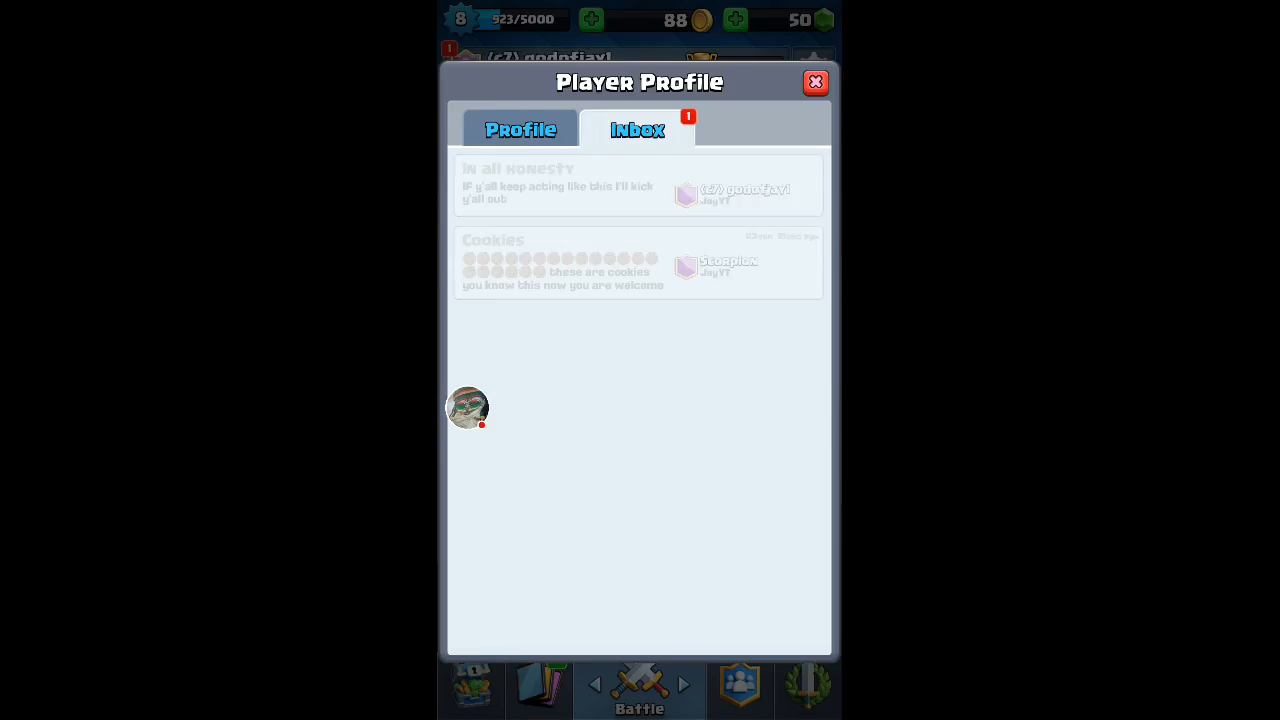 8 923/5000 88 50
1 (c7) godofjay1
Player Profile
Profile Inbox 1
In all HONESTY
IF y'all keep acting like this I'll kick
y'all out
(c7) godofjay1
JayYT
Cookies
these are cookies
you know this now you are welcome
Scorpion
JayYT
1
Battle